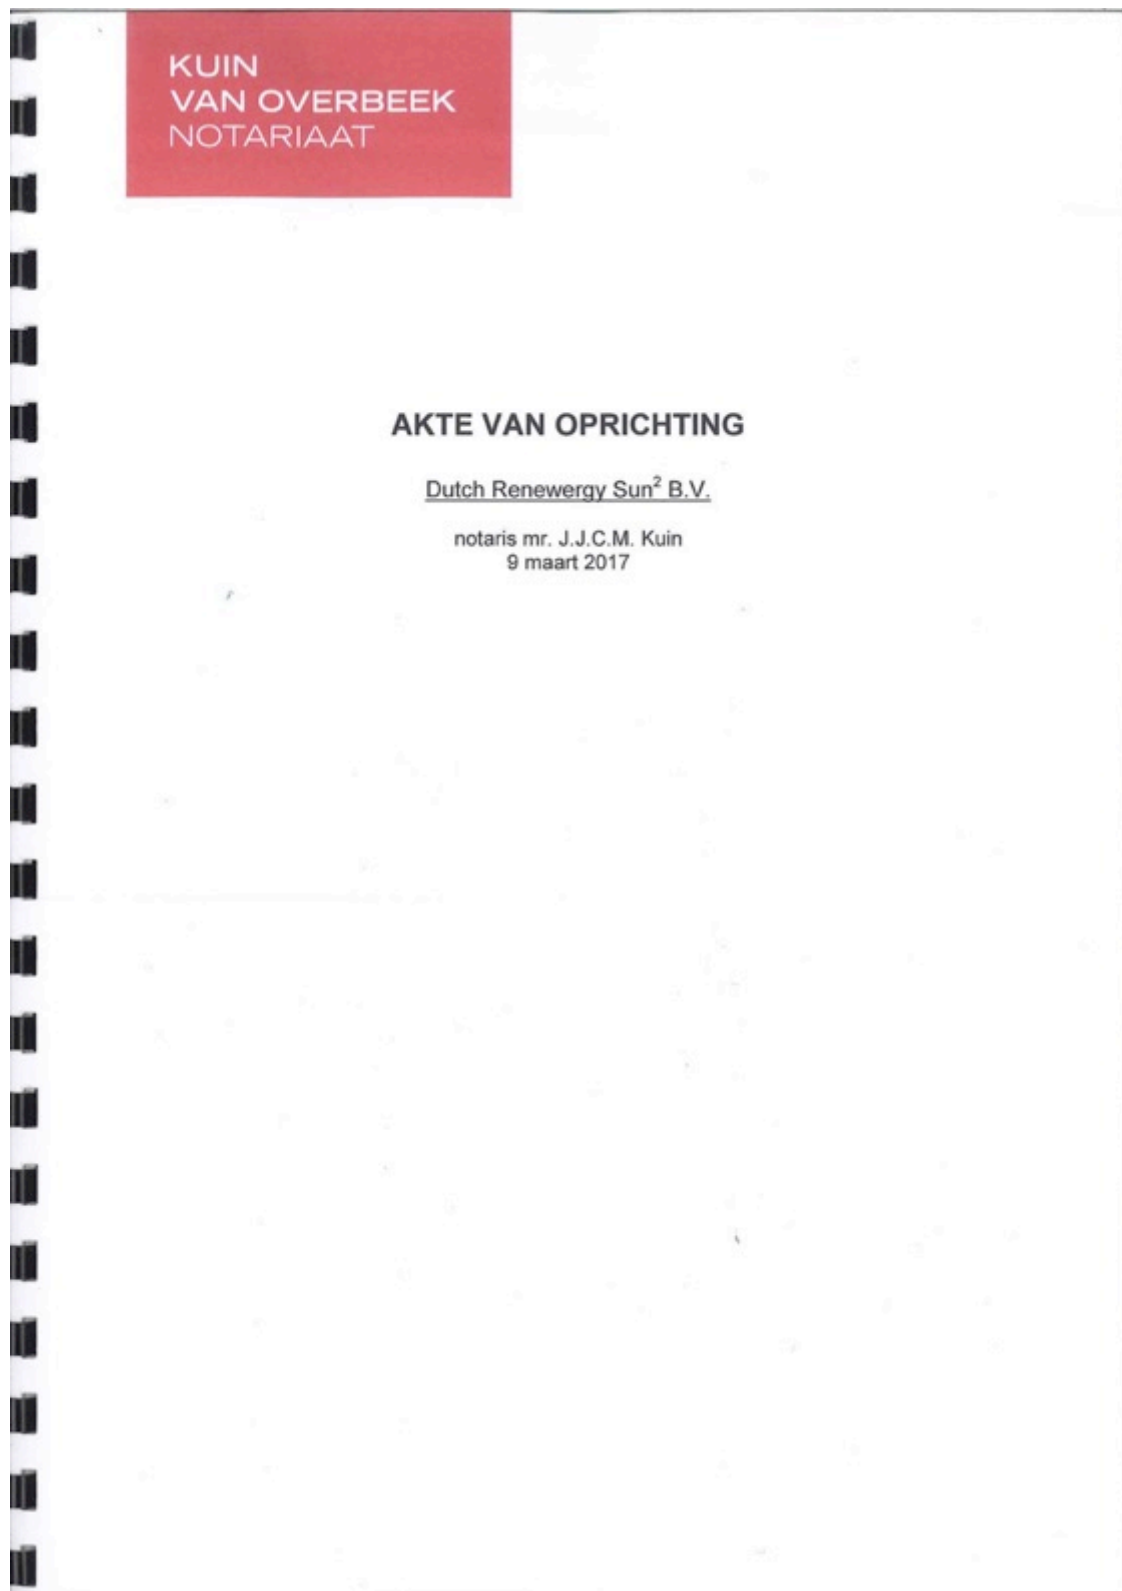 KUIN
VAN OVERBEEK
NOTARIAAT
AKTE VAN OPRICHTING
Dutch Renewergy Sun² B.V.
notaris mr. J.J.C.M. Kuin
9 maart 2017